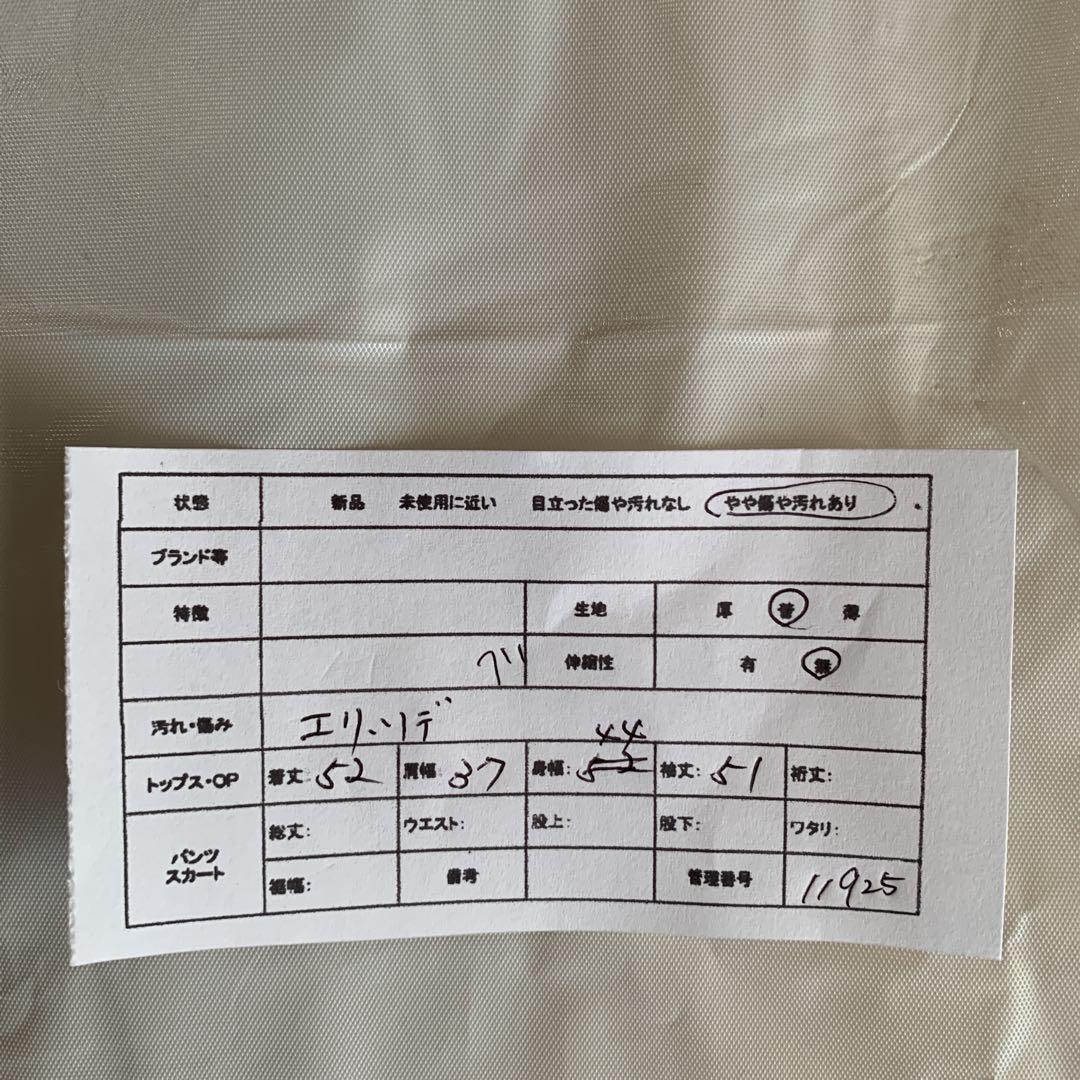 状態 新品 未使用に近い 目立った傷や汚れなし やや傷や汚れあり
ブランド等
特徴 生地 厚 普 薄
伸縮性 有 無
汚れ・傷み エリ、ソデ
44
トップス・OP 着丈: 52 肩幅: 37 身幅: 52 袖丈: 51 裄丈:
パンツ スカート 総丈: ウエスト: 股上: 股下: ワタリ:
裾幅: 備考 管理番号 11925